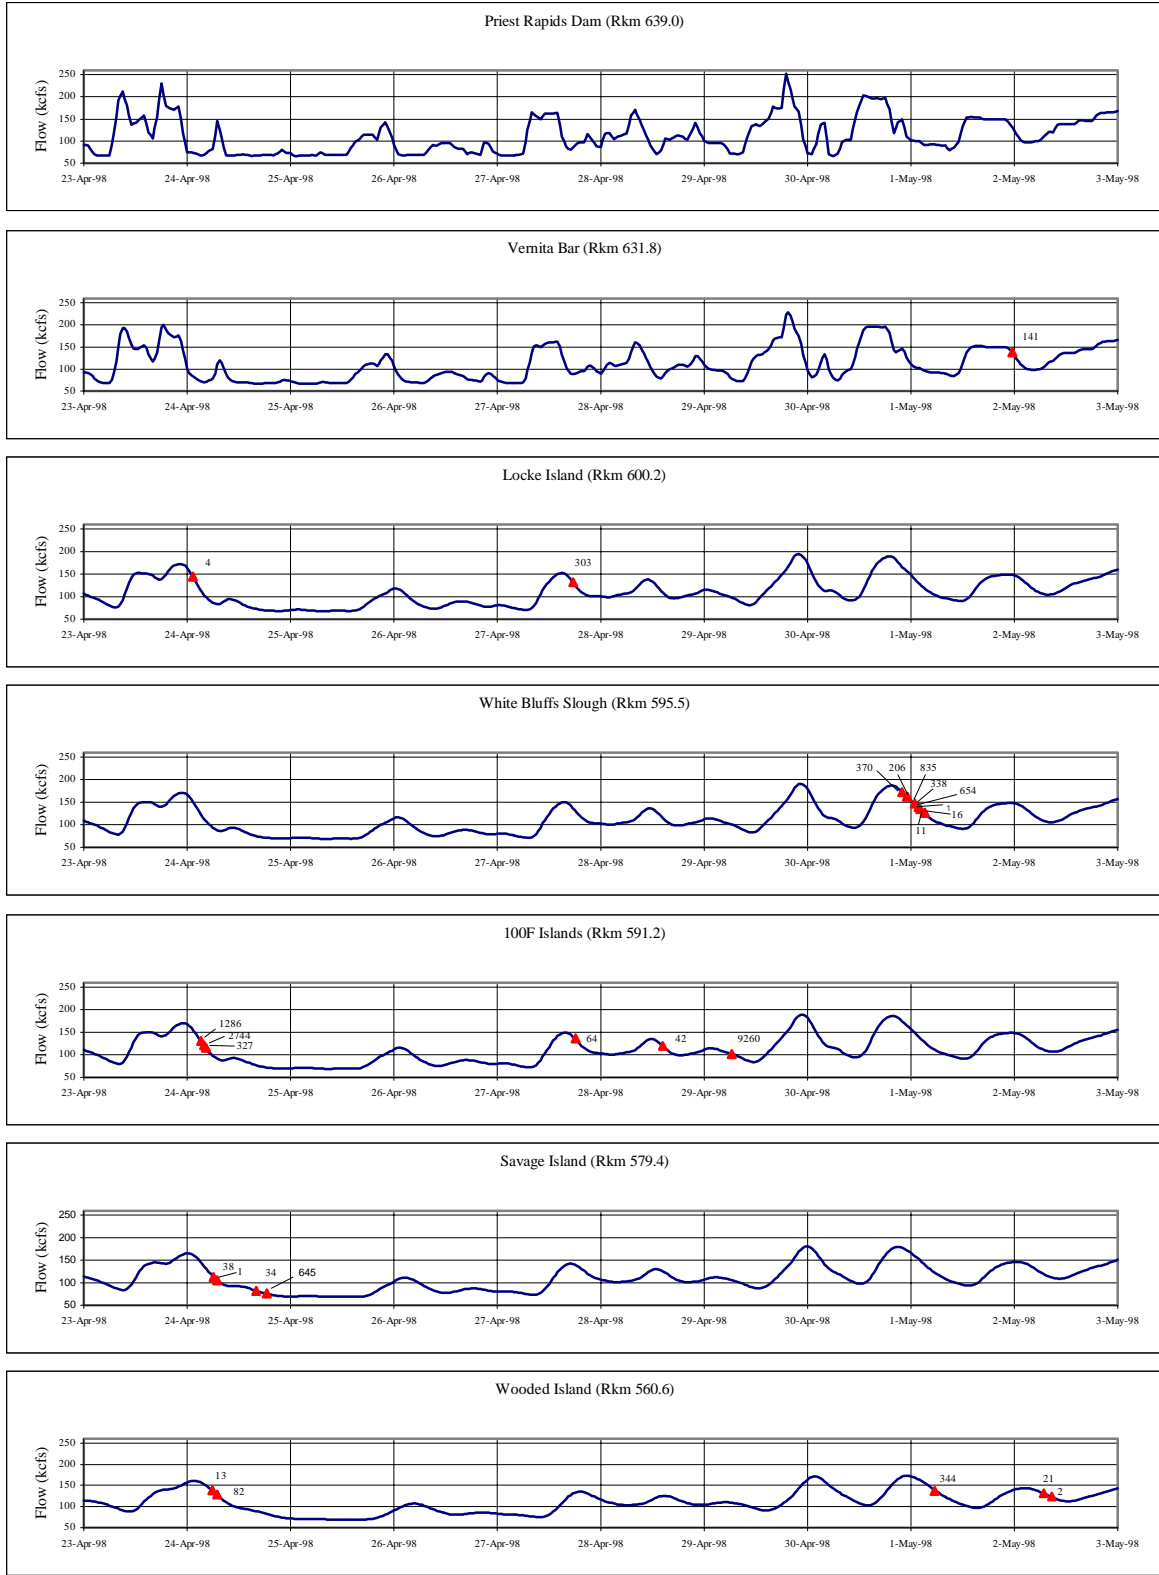 Priest Rapids Dam (Rkm 639.0)
Flow (kcfs)
250
200
150
100
50
23-Apr-98 24-Apr-98 25-Apr-98 26-Apr-98 27-Apr-98 28-Apr-98 29-Apr-98 30-Apr-98 1-May-98 2-May-98 3-May-98
Vernita Bar (Rkm 631.8)
Flow (kcfs)
250
200
150
100
50
141
23-Apr-98 24-Apr-98 25-Apr-98 26-Apr-98 27-Apr-98 28-Apr-98 29-Apr-98 30-Apr-98 1-May-98 2-May-98 3-May-98
Locke Island (Rkm 600.2)
Flow (kcfs)
250
200
150
100
50
4 303
23-Apr-98 24-Apr-98 25-Apr-98 26-Apr-98 27-Apr-98 28-Apr-98 29-Apr-98 30-Apr-98 1-May-98 2-May-98 3-May-98
White Bluffs Slough (Rkm 595.5)
Flow (kcfs)
250
200
150
100
50
370 206 835
338
654
1
16
11
23-Apr-98 24-Apr-98 25-Apr-98 26-Apr-98 27-Apr-98 28-Apr-98 29-Apr-98 30-Apr-98 1-May-98 2-May-98 3-May-98
100F Islands (Rkm 591.2)
Flow (kcfs)
250
200
150
100
50
1286
2744
327
64 42 9260
23-Apr-98 24-Apr-98 25-Apr-98 26-Apr-98 27-Apr-98 28-Apr-98 29-Apr-98 30-Apr-98 1-May-98 2-May-98 3-May-98
Savage Island (Rkm 579.4)
Flow (kcfs)
250
200
150
100
50
38 1 34 645
23-Apr-98 24-Apr-98 25-Apr-98 26-Apr-98 27-Apr-98 28-Apr-98 29-Apr-98 30-Apr-98 1-May-98 2-May-98 3-May-98
Wooded Island (Rkm 560.6)
Flow (kcfs)
250
200
150
100
50
13 82 344 21 2
23-Apr-98 24-Apr-98 25-Apr-98 26-Apr-98 27-Apr-98 28-Apr-98 29-Apr-98 30-Apr-98 1-May-98 2-May-98 3-May-98